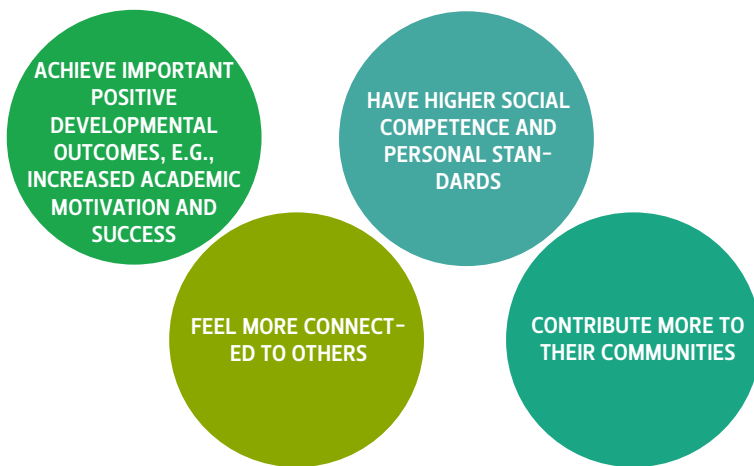 ACHIEVE IMPORTANT
POSITIVE
DEVELOPMENTAL
OUTCOMES, E.G.,
INCREASED ACADEMIC
MOTIVATION AND
SUCCESS
HAVE HIGHER SOCIAL
COMPETENCE AND
PERSONAL STAN-
DARDS
FEEL MORE CONNECT-
ED TO OTHERS
CONTRIBUTE MORE TO
THEIR COMMUNITIES